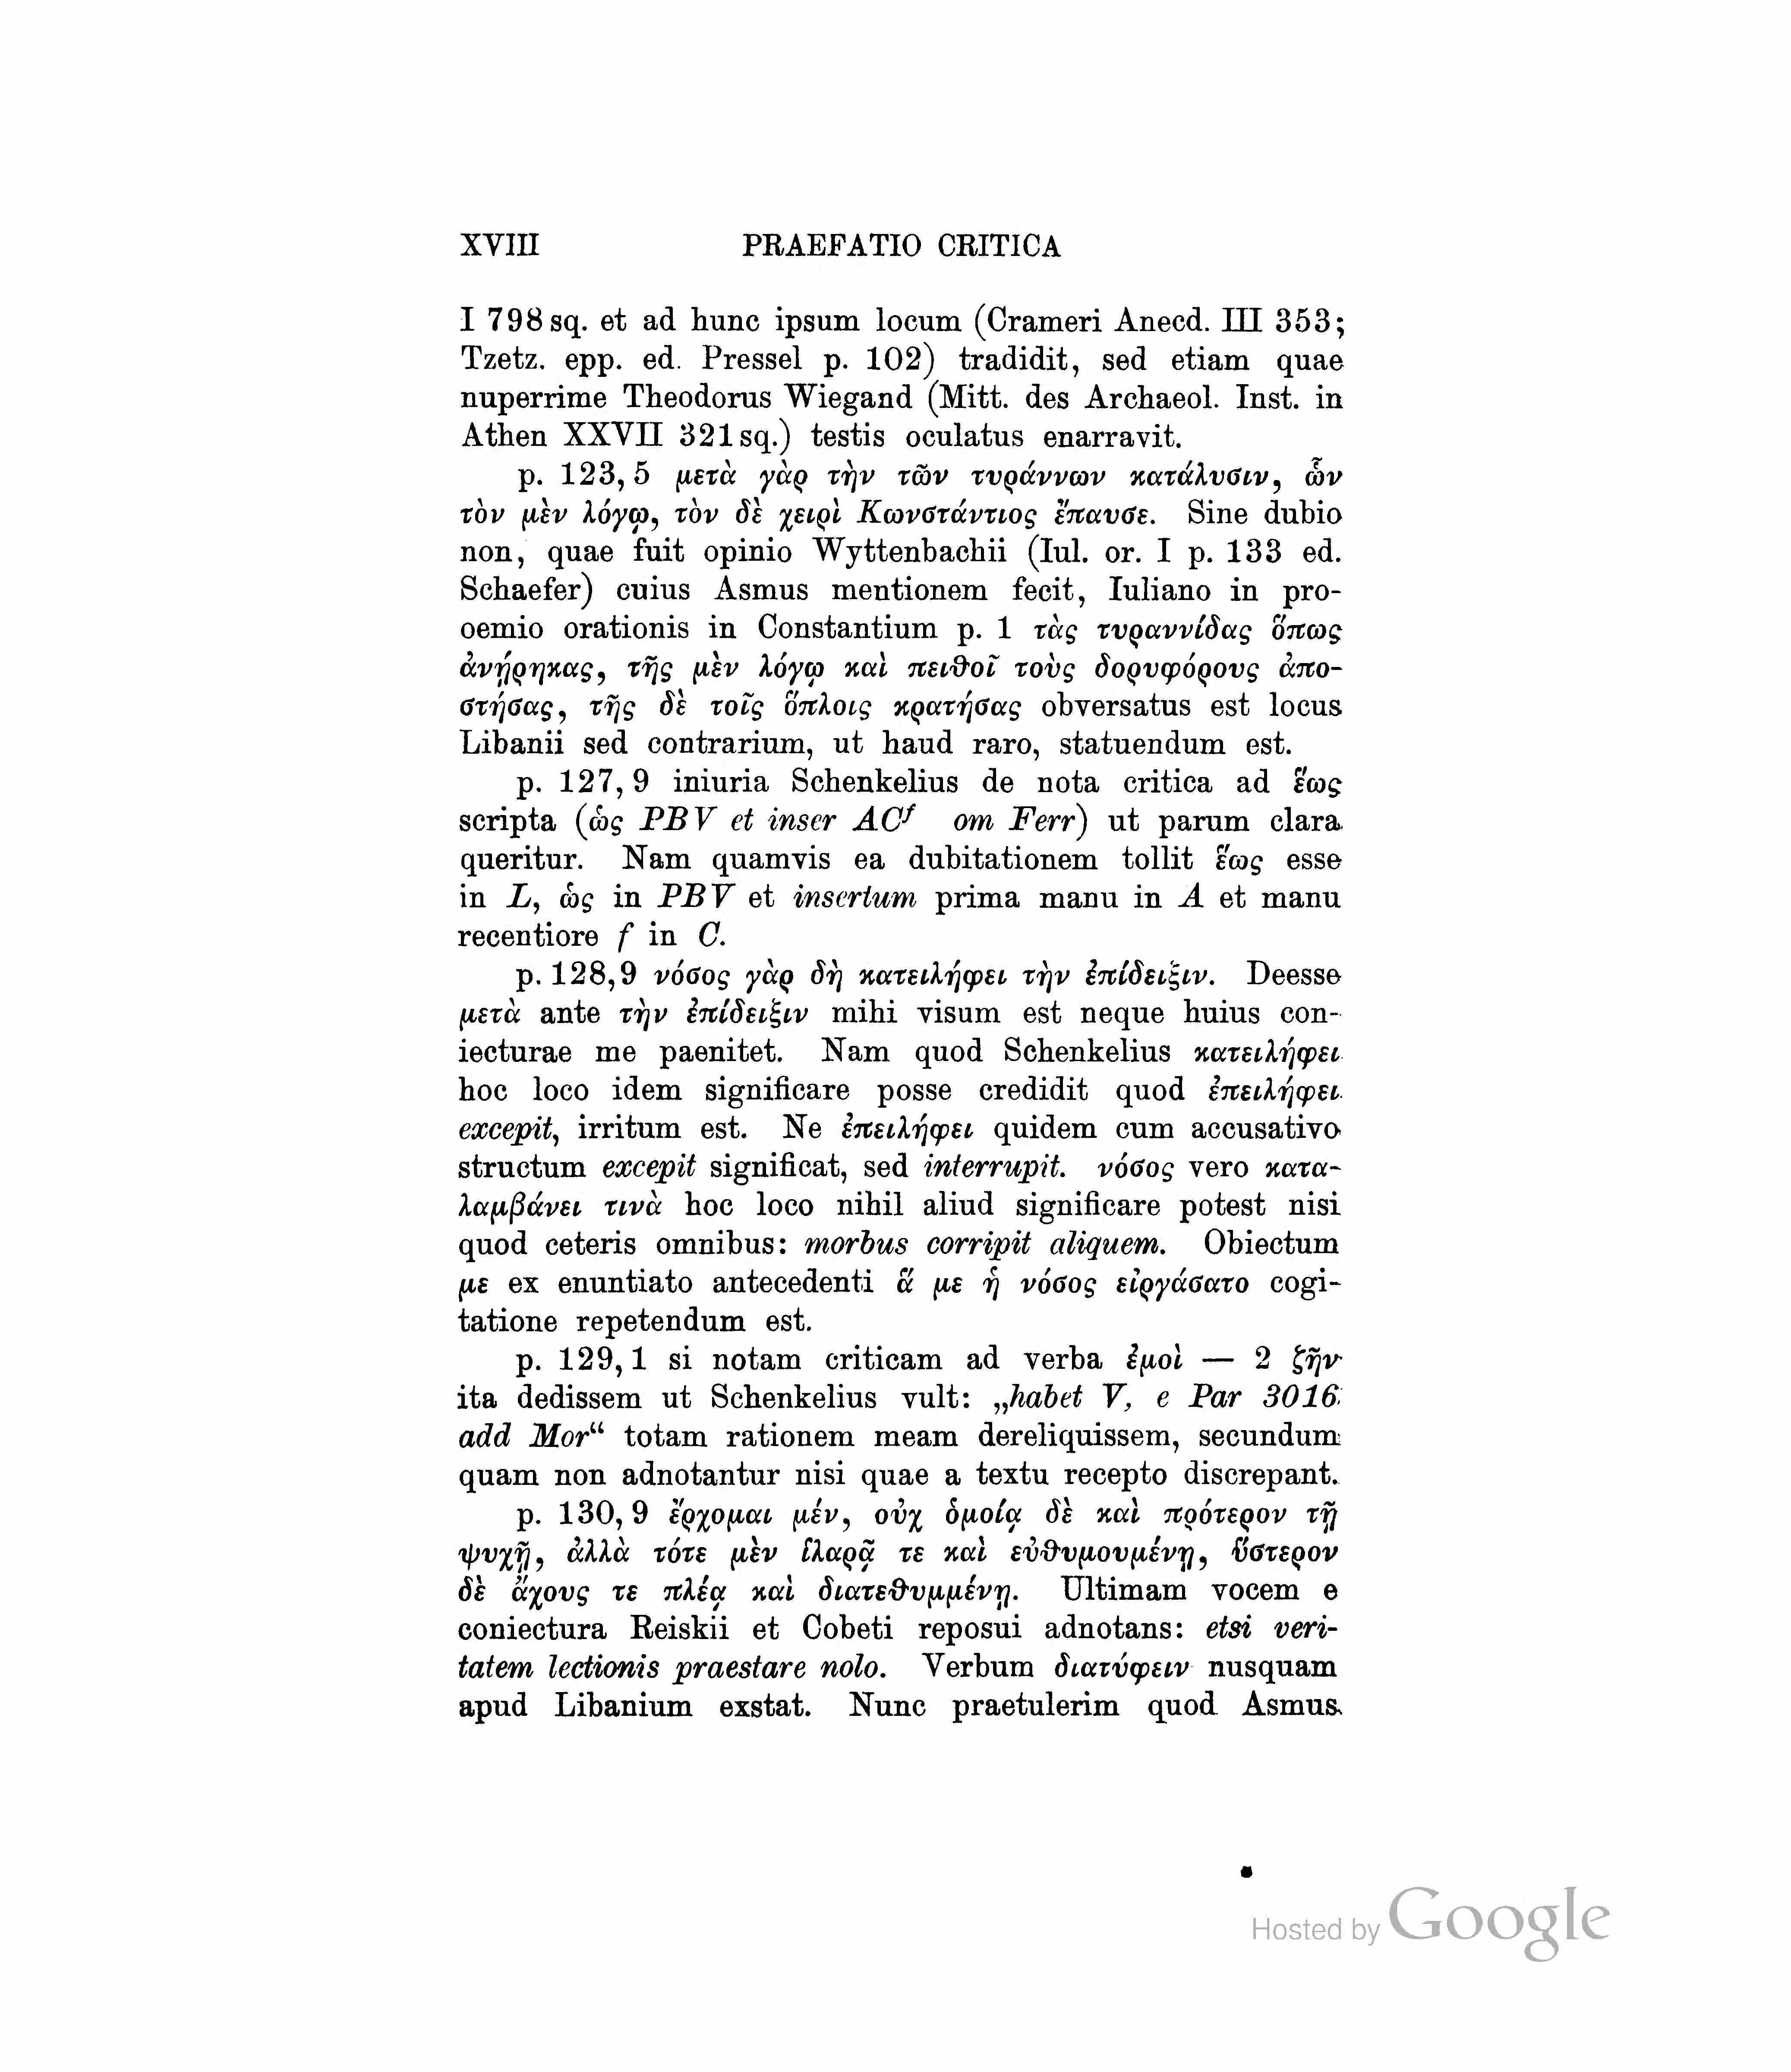 XVIII PRAEFATIO CRITICA
I 798 sq. et ad hunc ipsum locum (Crameri Anecd. III 353;
Tzetz. epp. ed. Pressel p. 102) tradidit, sed etiam quae
nuperrime Theodorus Wiegand (Mitt. des Archaeol. Inst. in
Athen XXVII 321 sq.) testis oculatus enarravit.
p. 123, 5 μετὰ γὰρ τὴν τῶν τυράννων κατάλυσιν, ὧν
τὸν μὲν λόγῳ, τὸν δὲ χειρὶ Κωνστάντιος ἔπαυσε. Sine dubio
non, quae fuit opinio Wyttenbachii (Iul. or. I p. 133 ed.
Schaefer) cuius Asmus mentionem fecit, Iuliano in pro-
oemio orationis in Constantium p. 1 τὰς τυραννίδας ὅπως
ἀνῄρηκας, τῆς μὲν λόγῳ καὶ πειθοῖ τοὺς δορυφόρους ἀπο-
στήσας, τῆς δὲ τοῖς ὅπλοις κρατήσας obversatus est locus
Libanii sed contrarium, ut haud raro, statuendum est.
p. 127, 9 iniuria Schenkelius de nota critica ad ἕως
scripta (ὡς PBV et inser ACf om Ferr) ut parum clara
queritur. Nam quamvis ea dubitationem tollit ἕως esse
in L, ὡς in PBV et insertum prima manu in A et manu
recentiore f in C.
p. 128,9 νόσος γὰρ δὴ κατειλήφει τὴν ἐπίδειξιν. Deesse
μετὰ ante τὴν ἐπίδειξιν mihi visum est neque huius con-
iecturae me paenitet. Nam quod Schenkelius κατειλήφει
hoc loco idem significare posse credidit quod ἐπειλήφει
excepit, irritum est. Ne ἐπειλήφει quidem cum accusativo
structum excepit significat, sed interrupit. νόσος vero κατα-
λαμβάνει τινὰ hoc loco nihil aliud significare potest nisi
quod ceteris omnibus: morbus corripit aliquem. Obiectum
με ex enuntiato antecedenti ἅ με ἡ νόσος εἰργάσατο cogi-
tatione repetendum est.
p. 129, 1 si notam criticam ad verba ἐμοὶ — 2 ζῆν
ita dedissem ut Schenkelius vult: „habet V, e Par 3016
add Mor“ totam rationem meam dereliquissem, secundum
quam non adnotantur nisi quae a textu recepto discrepant.
p. 130, 9 ἔρχομαι μέν, οὐχ ὁμοίᾳ δὲ καὶ πρότερον τῇ
ψυχῇ, ἀλλὰ τότε μὲν ἱλαρᾷ τε καὶ εὐθυμουμένῃ, ὕστερον
δὲ ἄχους τε πλέᾳ καὶ διατεθυμμένῃ. Ultimam vocem e
coniectura Reiskii et Cobeti reposui adnotans: etsi veri-
tatem lectionis praestare nolo. Verbum διατύφειν nusquam
apud Libanium exstat. Nunc praetulerim quod Asmus
Hosted by Google